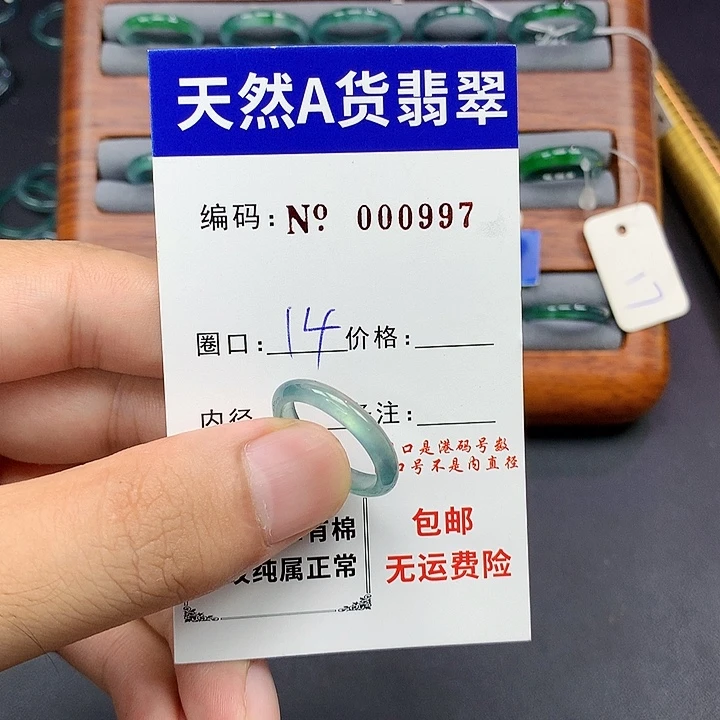 天然A货翡翠
编码: Nº 000997
圈口: 14 价格:
内径 注:
口是港码号数
口号不是内直径
有棉
纯属正常
包邮
无运费险